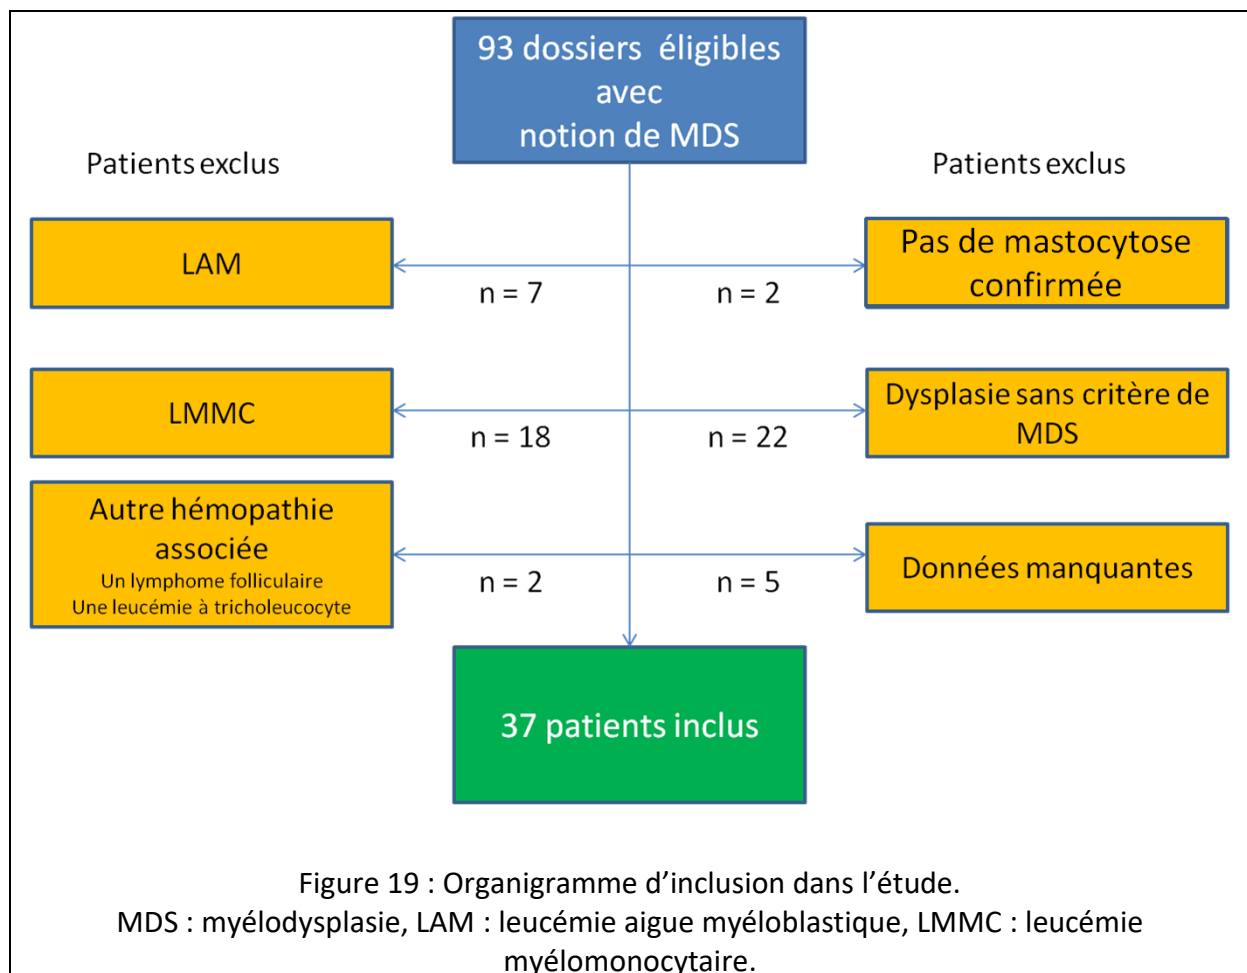 93 dossiers éligibles
avec
notion de MDS
Patients exclus
Patients exclus
LAM
n = 7
n = 2
Pas de mastocytose
confirmée
LMMC
n = 18
n = 22
Dysplasie sans critère de
MDS
Autre hémopathie
associée
Un lymphome folliculaire
Une leucémie à tricholeucocyte
n = 2
n = 5
Données manquantes
37 patients inclus
Figure 19 : Organigramme d’inclusion dans l’étude.
MDS : myélodysplasie, LAM : leucémie aigue myéloblastique, LMMC : leucémie
myélomonocytaire.